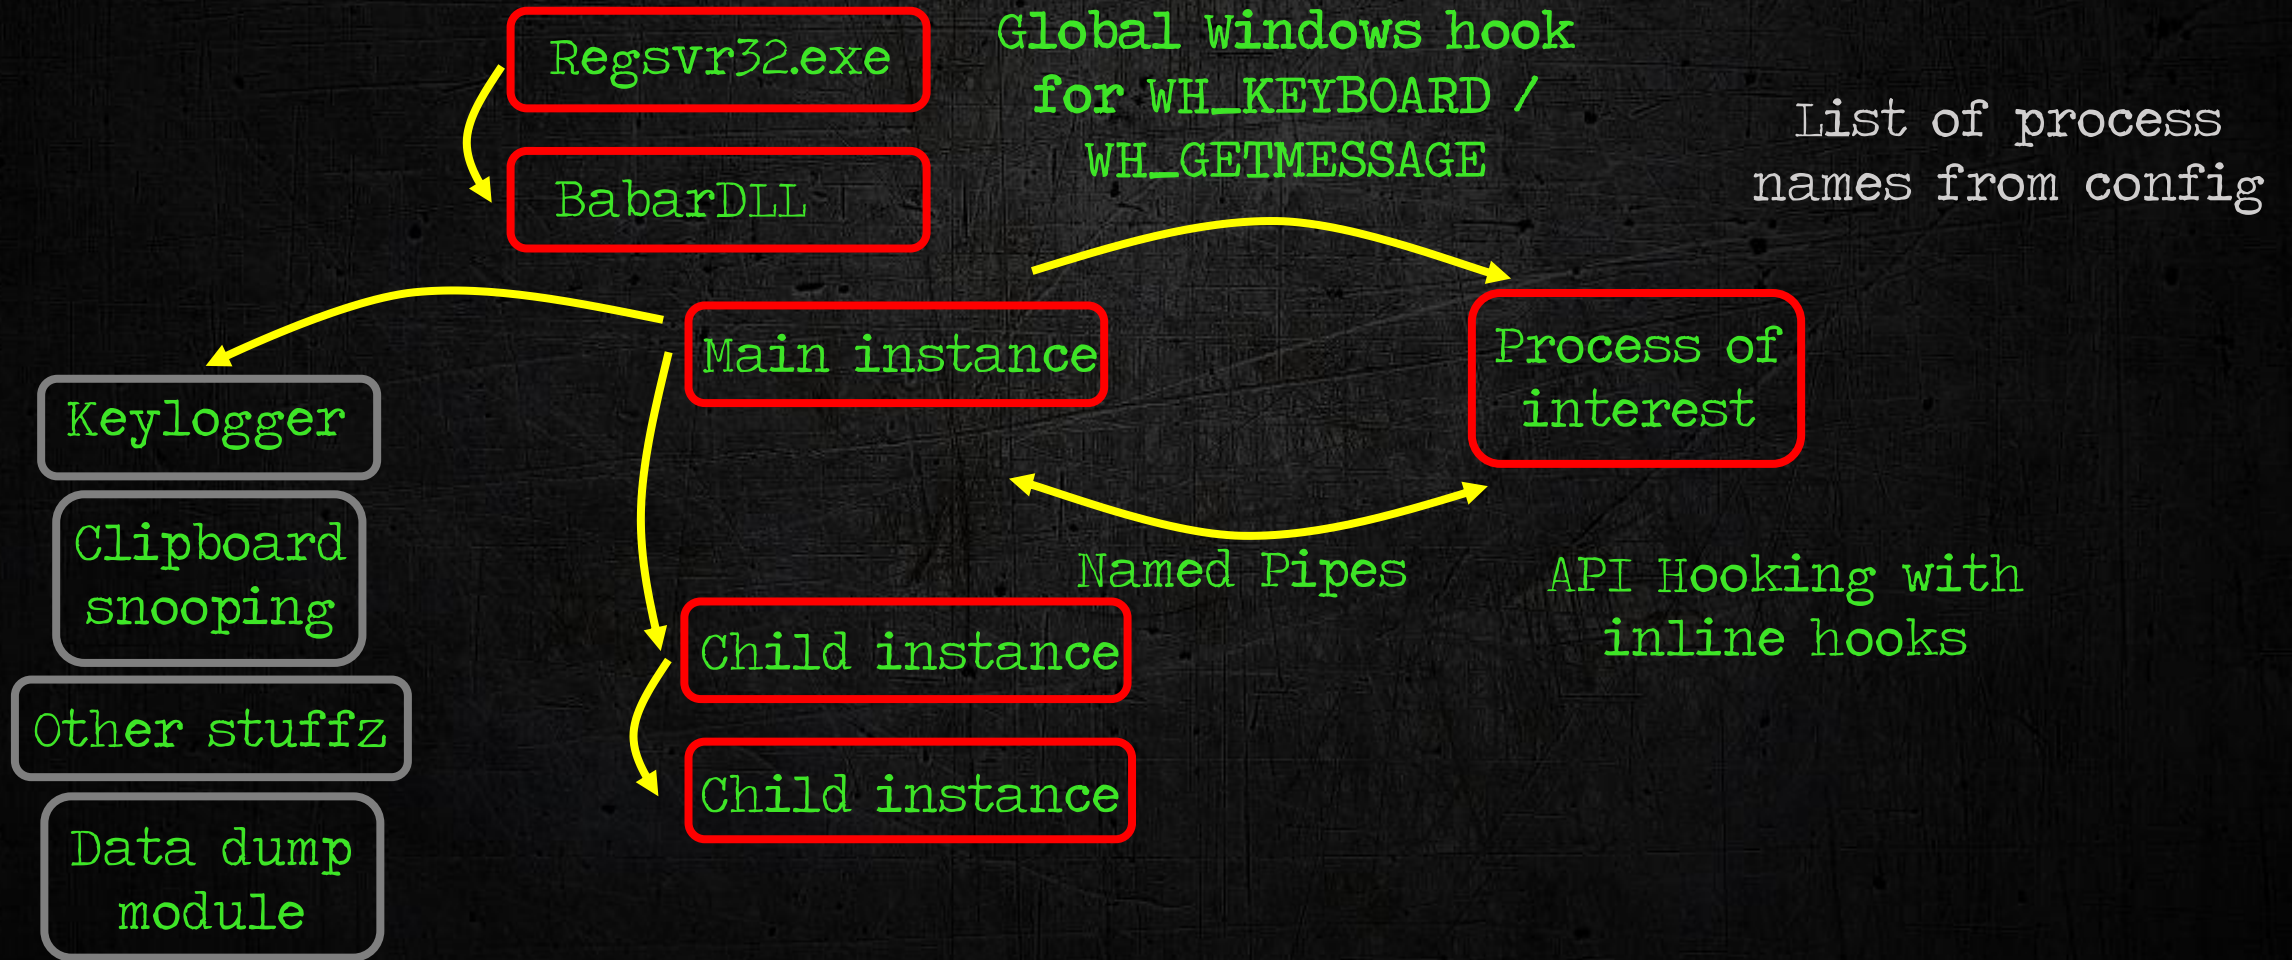 Regsvr32.exe
BabarDLL
Global Windows hook
for WH_KEYBOARD /
WH_GETMESSAGE
List of process
names from config
Main instance
Process of
interest
Keylogger
Clipboard
snooping
Other stuffz
Data dump
module
Named Pipes
API Hooking with
inline hooks
Child instance
Child instance